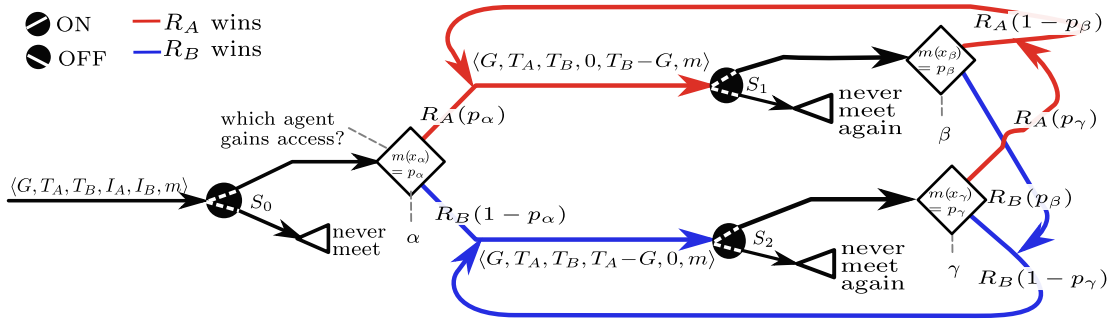 ON
OFF
R_A wins
R_B wins
R_A(1 − p_β)
⟨G, T_A, T_B, 0, T_B−G, m⟩
m(x_β)
= p_β
S_1
never
meet
again
β
which agent
gains access?
R_A(p_α)
R_A(p_γ)
m(x_α)
= p_α
⟨G, T_A, T_B, I_A, I_B, m⟩
S_0
never
meet
α
R_B(1 − p_α)
m(x_γ)
= p_γ
R_B(p_β)
S_2
⟨G, T_A, T_B, T_A−G, 0, m⟩
never
meet
again
γ
R_B(1 − p_γ)